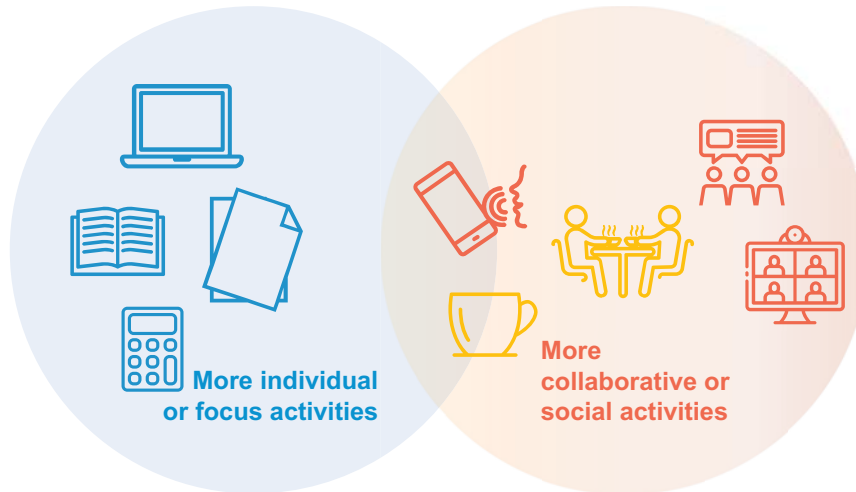 More individual
or focus activities
More
collaborative or
social activities